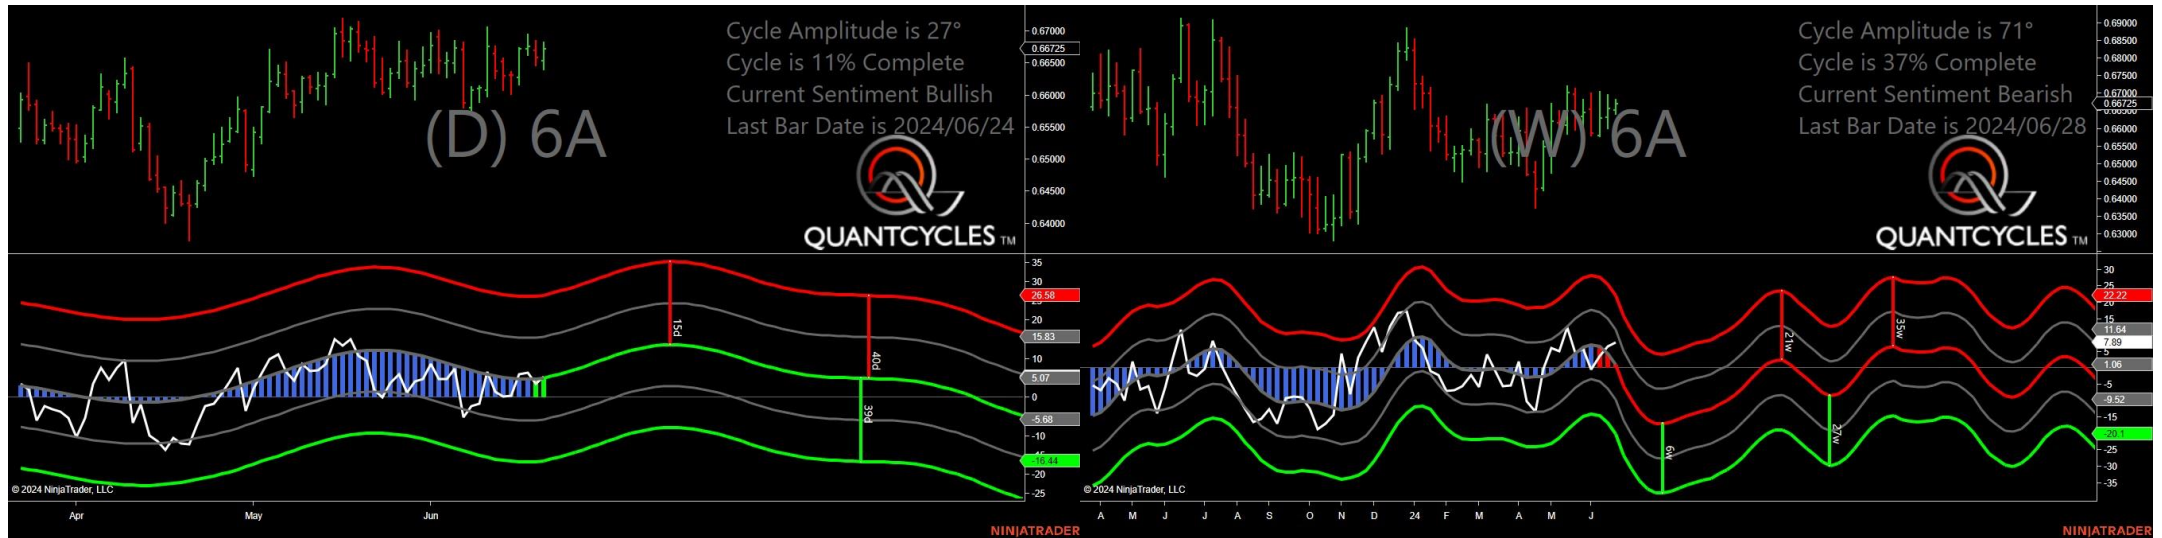 Cycle Amplitude is 27°
Cycle is 11% Complete
Current Sentiment Bullish
Last Bar Date is 2024/06/24
(D) 6A
QUANTCYCLES TM
0.67000
0.66725
0.66500
0.66000
0.65500
0.65000
0.64500
0.64000
35
30
26.58
20
15.83
10
5.07
0
-5.68
-10
-16.44
-20
-25
15d
40d
39d
© 2024 NinjaTrader, LLC
Apr May Jun
NINJATRADER
Cycle Amplitude is 71°
Cycle is 37% Complete
Current Sentiment Bearish
Last Bar Date is 2024/06/28
(W) 6A
QUANTCYCLES TM
0.69000
0.68500
0.68000
0.67500
0.67000
0.66725
0.66000
0.65500
0.65000
0.64500
0.64000
0.63500
0.63000
30
25
22.22
20
15
11.64
7.89
5
1.06
-5
-9.52
-15
-20.1
-25
-30
-35
21w
35w
6w
27w
© 2024 NinjaTrader, LLC
A M J J A S O N D 24 F M A M J
NINJATRADER